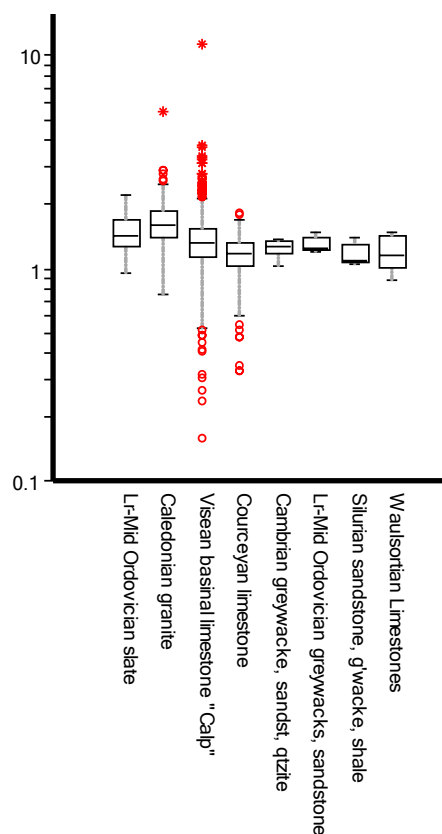 10
1
0.1
Lr-Mid Ordovician slate
Caledonian granite
Visean basinal limestone "Calp"
Courceyan limestone
Cambrian greywacke, sandst, qtzite
Lr-Mid Ordovician greywacks, sandstone
Silurian sandstone, g'wacke, shale
Waulsortian Limestones